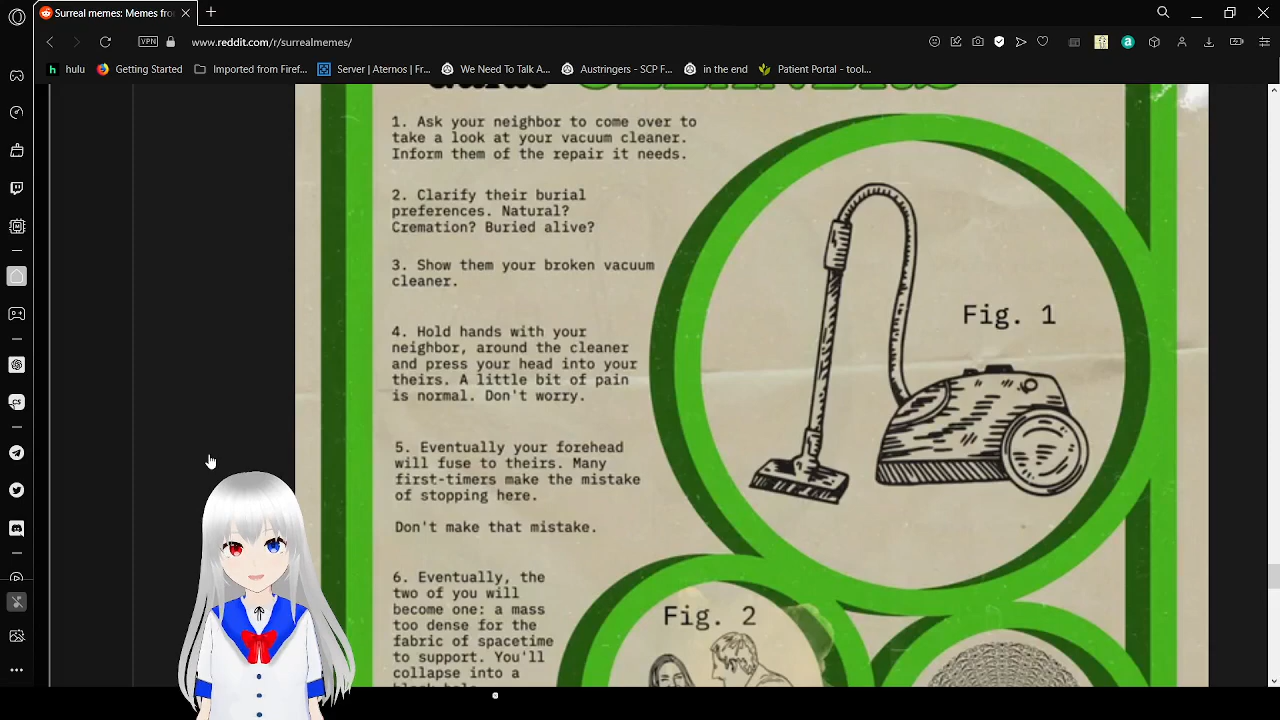 Surreal memes: Memes fro
www.reddit.com/r/surrealmemes/
VPN
hulu
Getting Started
Imported from Firef...
Server | Aternos | Fr...
We Need To Talk A...
Austringers - SCP F...
in the end
Patient Portal - tool...
1. Ask your neighbor to come over to
take a look at your vacuum cleaner.
Inform them of the repair it needs.
2. Clarify their burial
preferences. Natural?
Cremation? Buried alive?
3. Show them your broken vacuum
cleaner.
4. Hold hands with your
neighbor, around the cleaner
and press your head into your
theirs. A little bit of pain
is normal. Don't worry.
5. Eventually your forehead
will fuse to theirs. Many
first-timers make the mistake
of stopping here.
Don't make that mistake.
6. Eventually, the
two of you will
become one: a mass
too dense for the
fabric of spacetime
to support. You'll
collapse into a
Fig. 1
Fig. 2